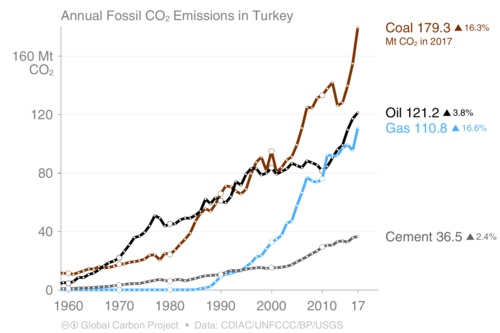 Annual Fossil CO₂ Emissions in Turkey
Coal 179.3 ▲16.3%
Mt CO₂ in 2017
160 Mt
CO₂
120
Oil 121.2 ▲3.8%
Gas 110.8 ▲16.6%
80
40
Cement 36.5 ▲2.4%
0
1960 1970 1980 1990 2000 2010 17
Global Carbon Project • Data: CDIAC/UNFCCC/BP/USGS